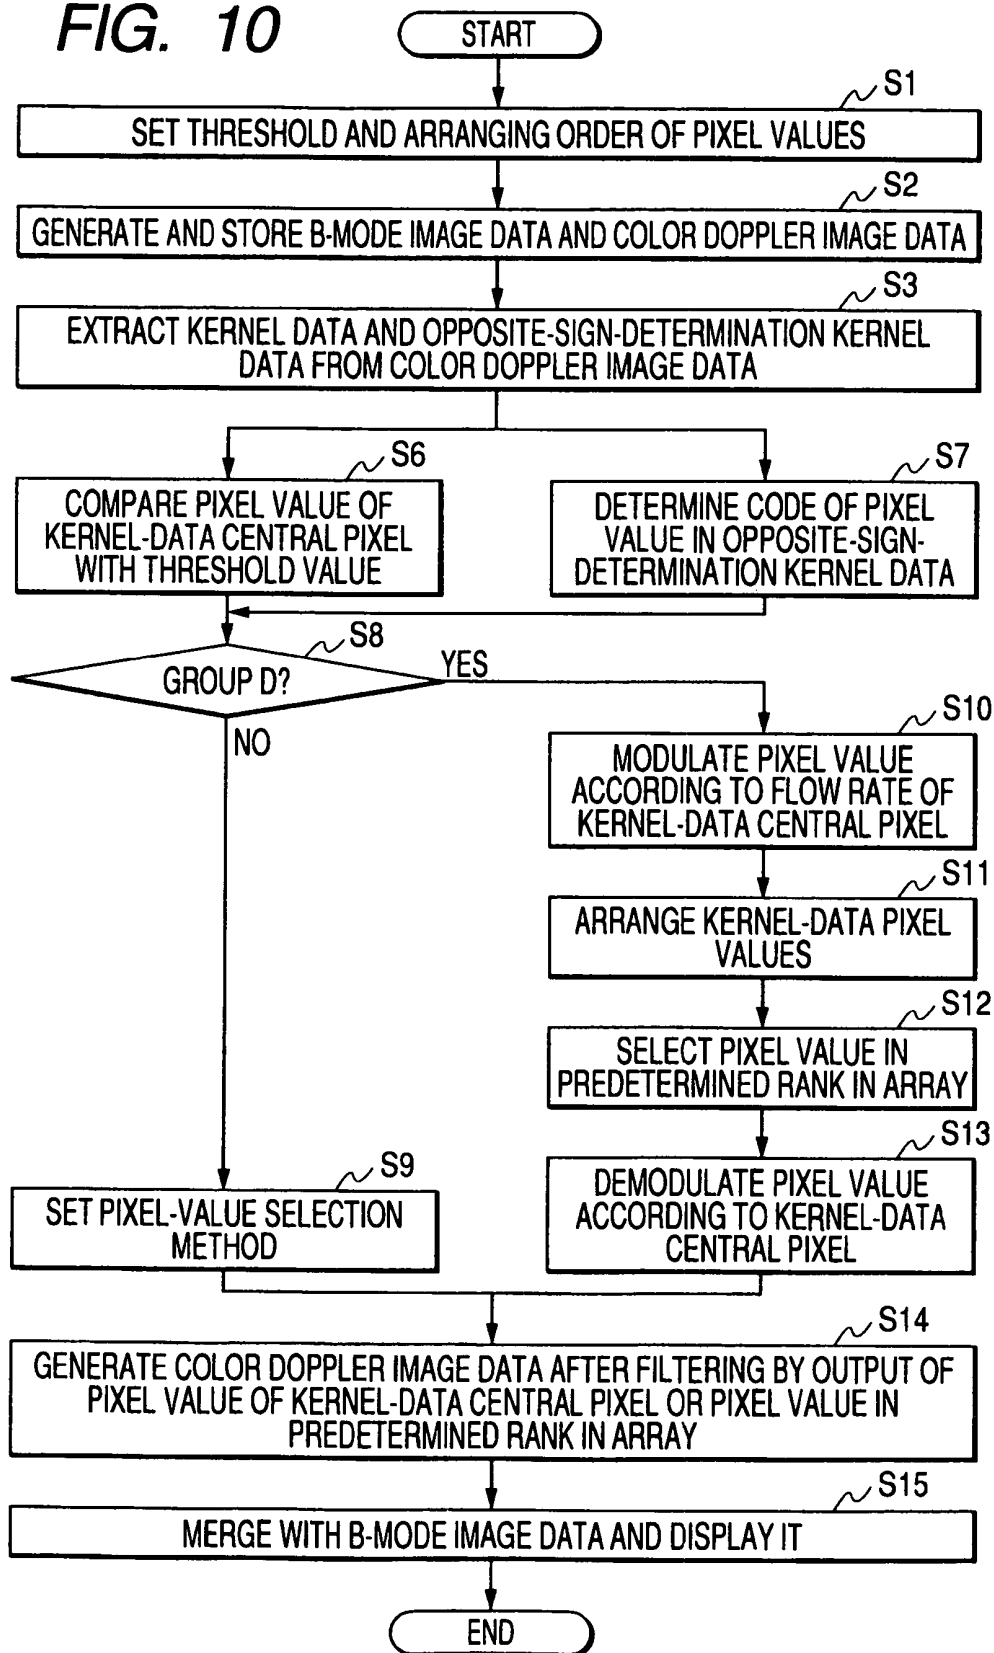 FIG. 10
START
S1
SET THRESHOLD AND ARRANGING ORDER OF PIXEL VALUES
S2
GENERATE AND STORE B-MODE IMAGE DATA AND COLOR DOPPLER IMAGE DATA
S3
EXTRACT KERNEL DATA AND OPPOSITE-SIGN-DETERMINATION KERNEL
DATA FROM COLOR DOPPLER IMAGE DATA
S6
COMPARE PIXEL VALUE OF
KERNEL-DATA CENTRAL PIXEL
WITH THRESHOLD VALUE
S7
DETERMINE CODE OF PIXEL
VALUE IN OPPOSITE-SIGN-
DETERMINATION KERNEL DATA
S8
GROUP D?
YES
NO
S10
MODULATE PIXEL VALUE
ACCORDING TO FLOW RATE OF
KERNEL-DATA CENTRAL PIXEL
S11
ARRANGE KERNEL-DATA PIXEL
VALUES
S12
SELECT PIXEL VALUE IN
PREDETERMINED RANK IN ARRAY
S13
DEMODULATE PIXEL VALUE
ACCORDING TO KERNEL-DATA
CENTRAL PIXEL
S9
SET PIXEL-VALUE SELECTION
METHOD
S14
GENERATE COLOR DOPPLER IMAGE DATA AFTER FILTERING BY OUTPUT OF
PIXEL VALUE OF KERNEL-DATA CENTRAL PIXEL OR PIXEL VALUE IN
PREDETERMINED RANK IN ARRAY
S15
MERGE WITH B-MODE IMAGE DATA AND DISPLAY IT
END